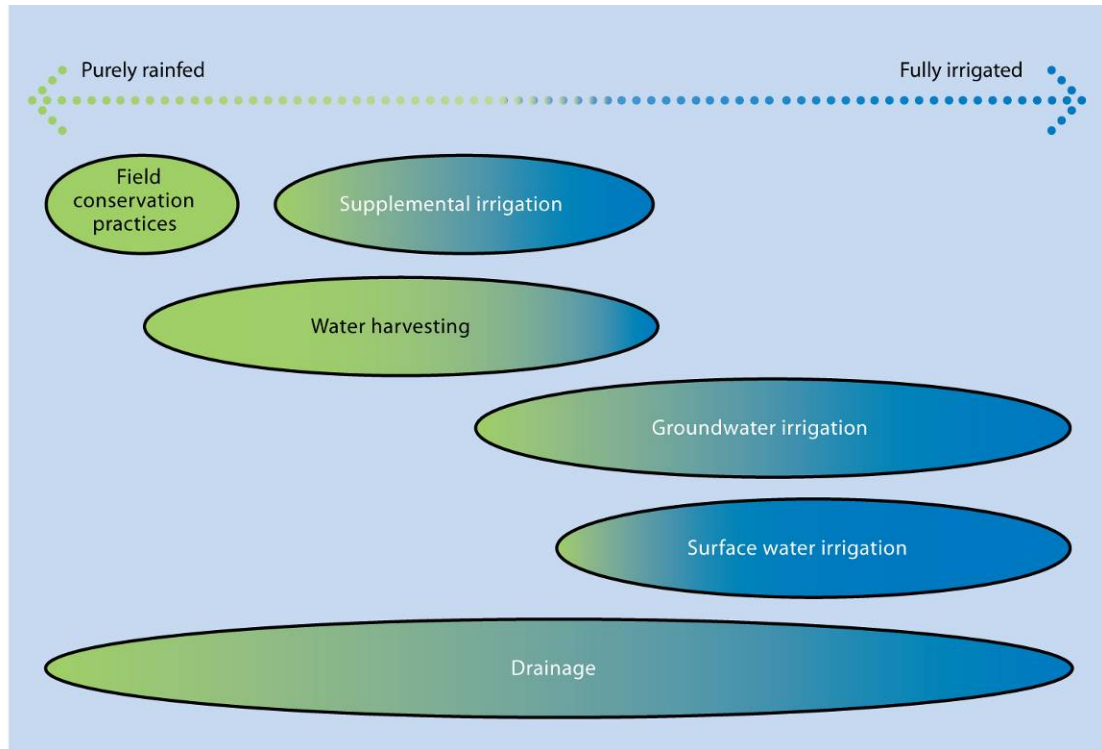 Purely rainfed
Fully irrigated
Field
conservation
practices
Supplemental irrigation
Water harvesting
Groundwater irrigation
Surface water irrigation
Drainage